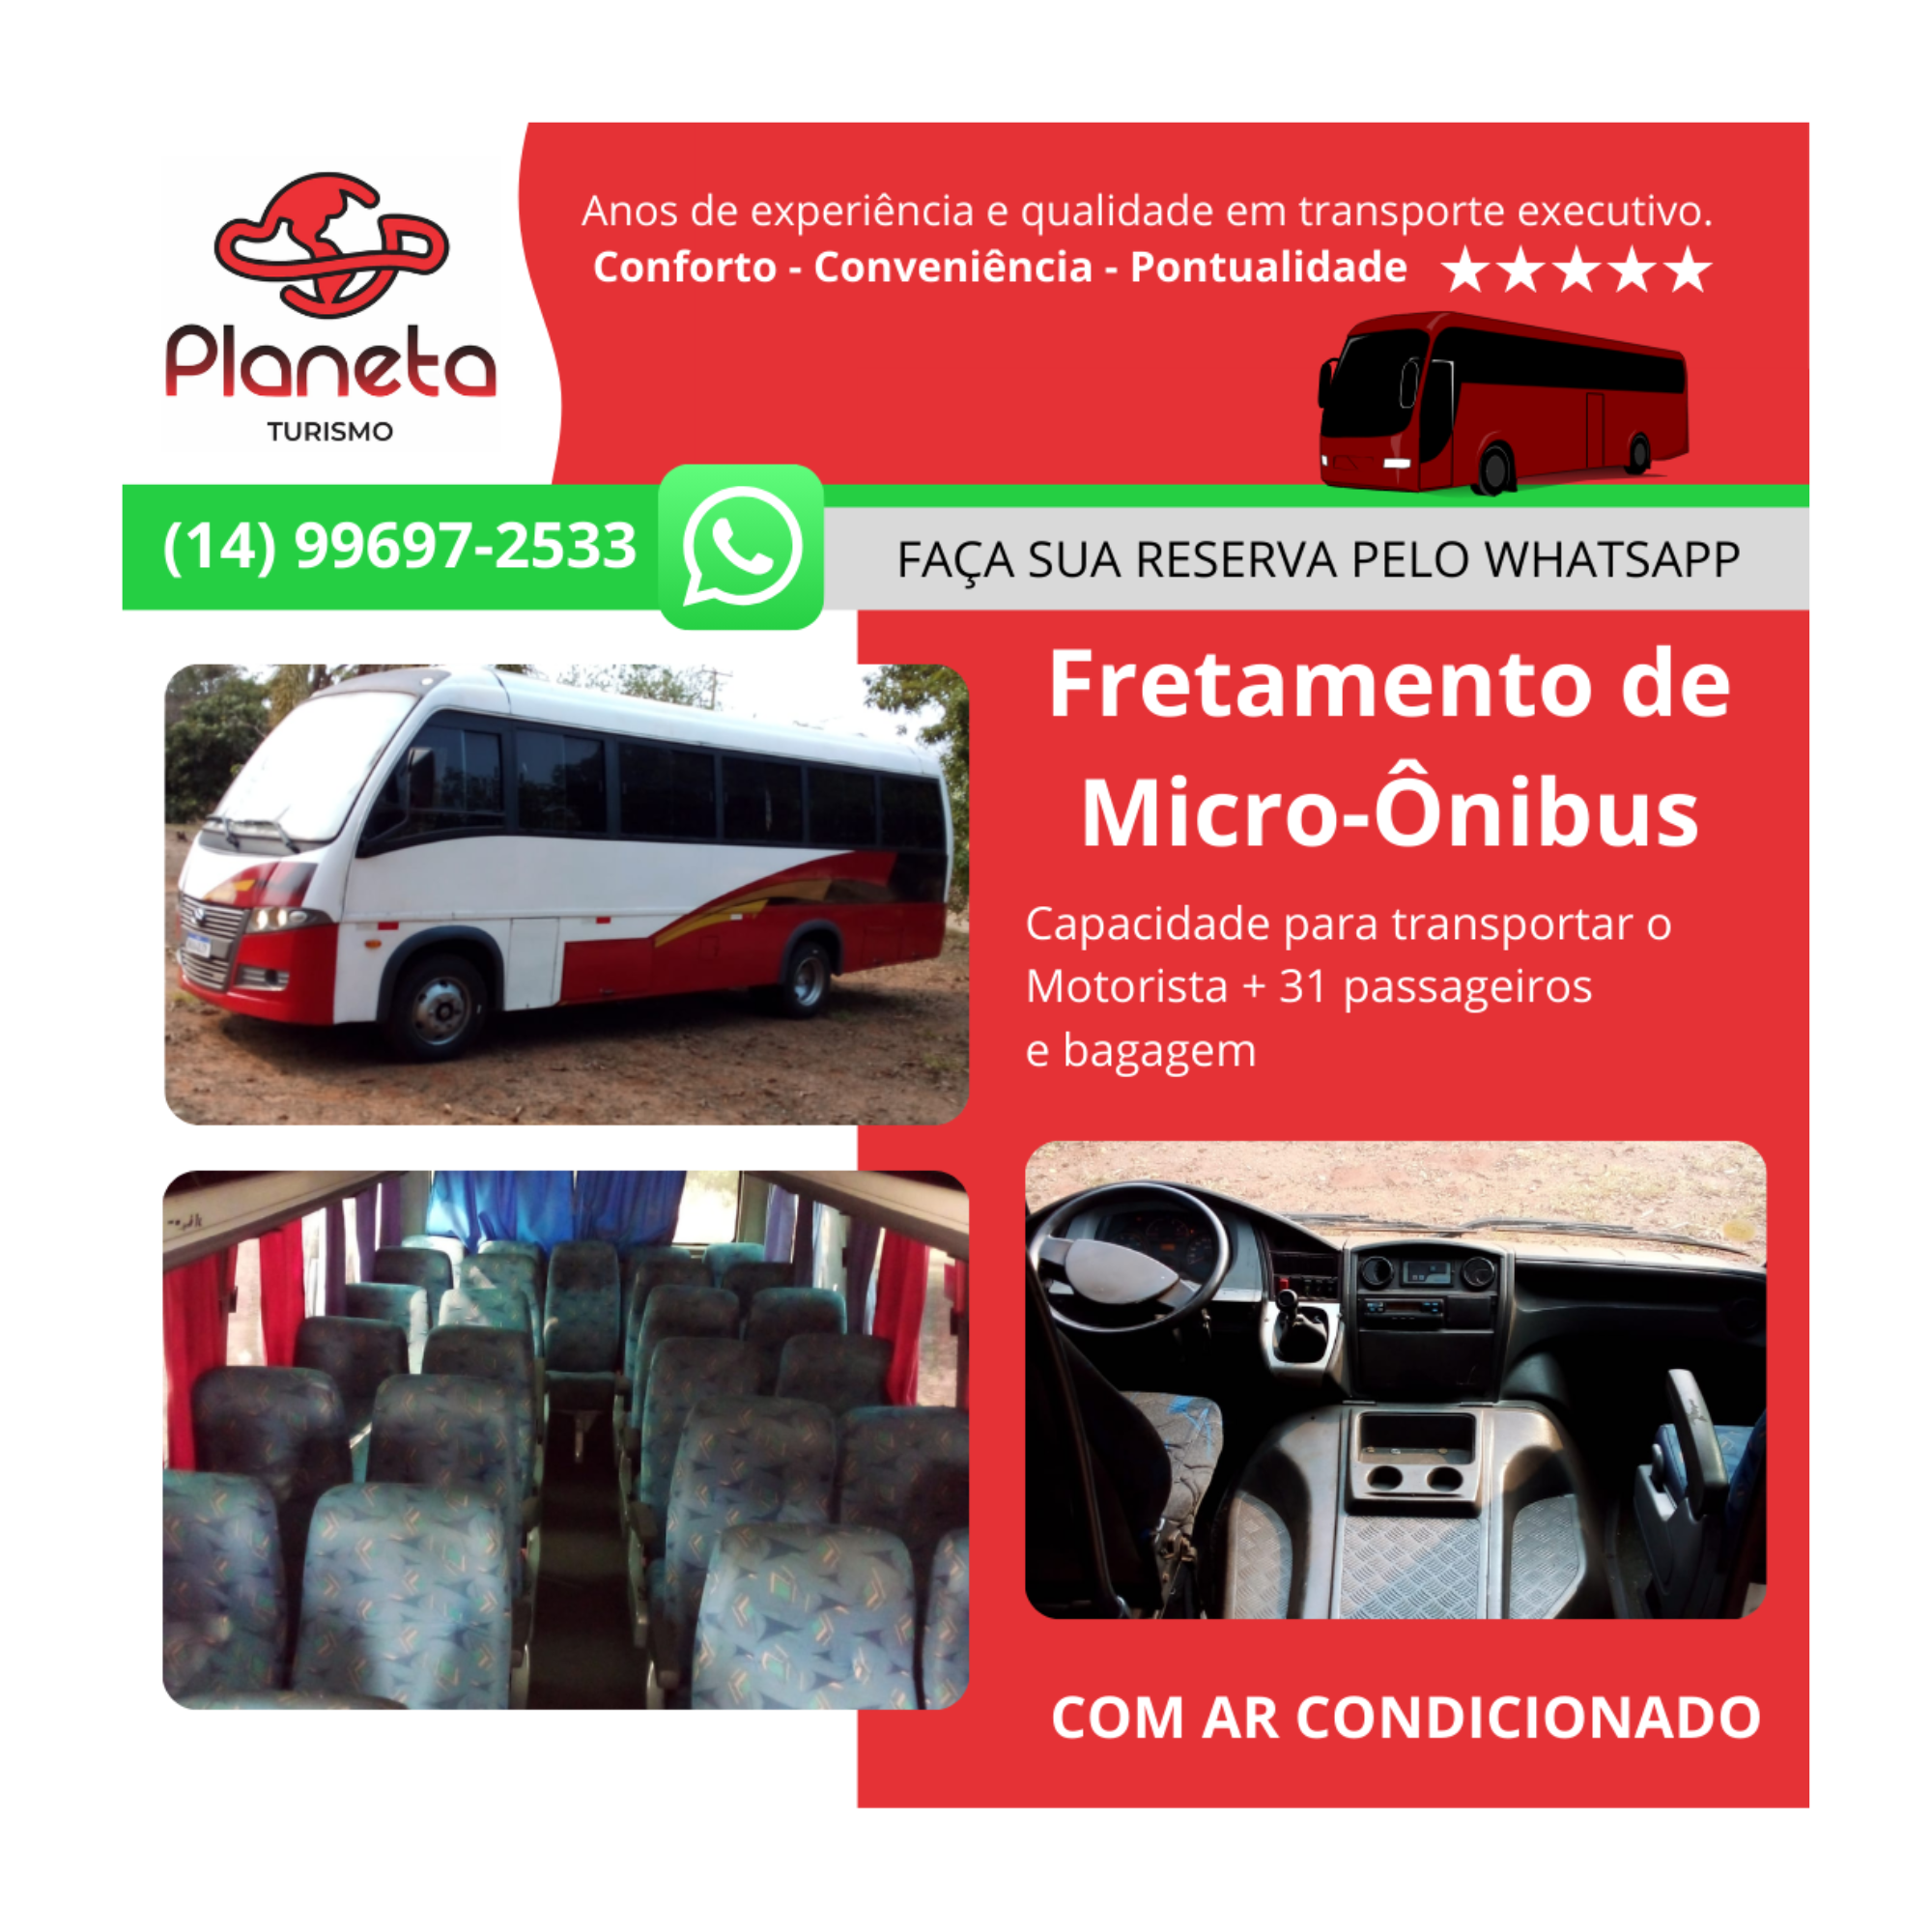 Planeta
TURISMO
Anos de experiência e qualidade em transporte executivo.
Conforto - Conveniência - Pontualidade
(14) 99697-2533
FAÇA SUA RESERVA PELO WHATSAPP
Fretamento de
Micro-Ônibus
Capacidade para transportar o
Motorista + 31 passageiros
e bagagem
COM AR CONDICIONADO